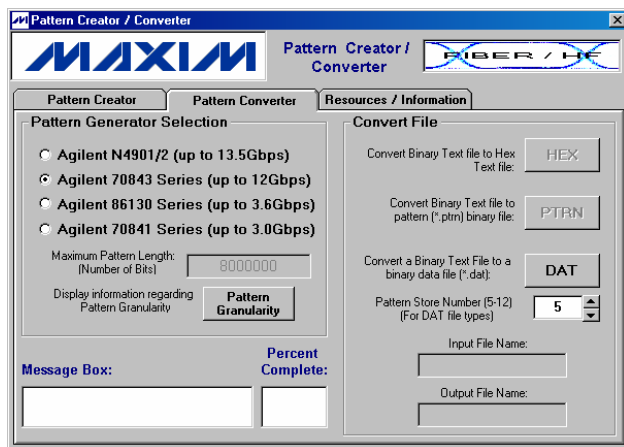 Pattern Creator / Converter
MAXIM
Pattern Creator /
Converter
FIBER / HF
Pattern Creator
Pattern Converter
Resources / Information
Pattern Generator Selection
Agilent N4901/2 (up to 13.5Gbps)
Agilent 70843 Series (up to 12Gbps)
Agilent 86130 Series (up to 3.6Gbps)
Agilent 70841 Series (up to 3.0Gbps)
Maximum Pattern Length:
(Number of Bits)
8000000
Display information regarding
Pattern Granularity
Pattern
Granularity
Message Box:
Percent
Complete:
Convert File
Convert Binary Text file to Hex
Text file:
HEX
Convert Binary Text file to
pattern (*.ptrn) binary file:
PTRN
Convert a Binary Text File to a
binary data file (*.dat):
DAT
Pattern Store Number (5-12)
(For DAT file types)
5
Input File Name:
Output File Name: